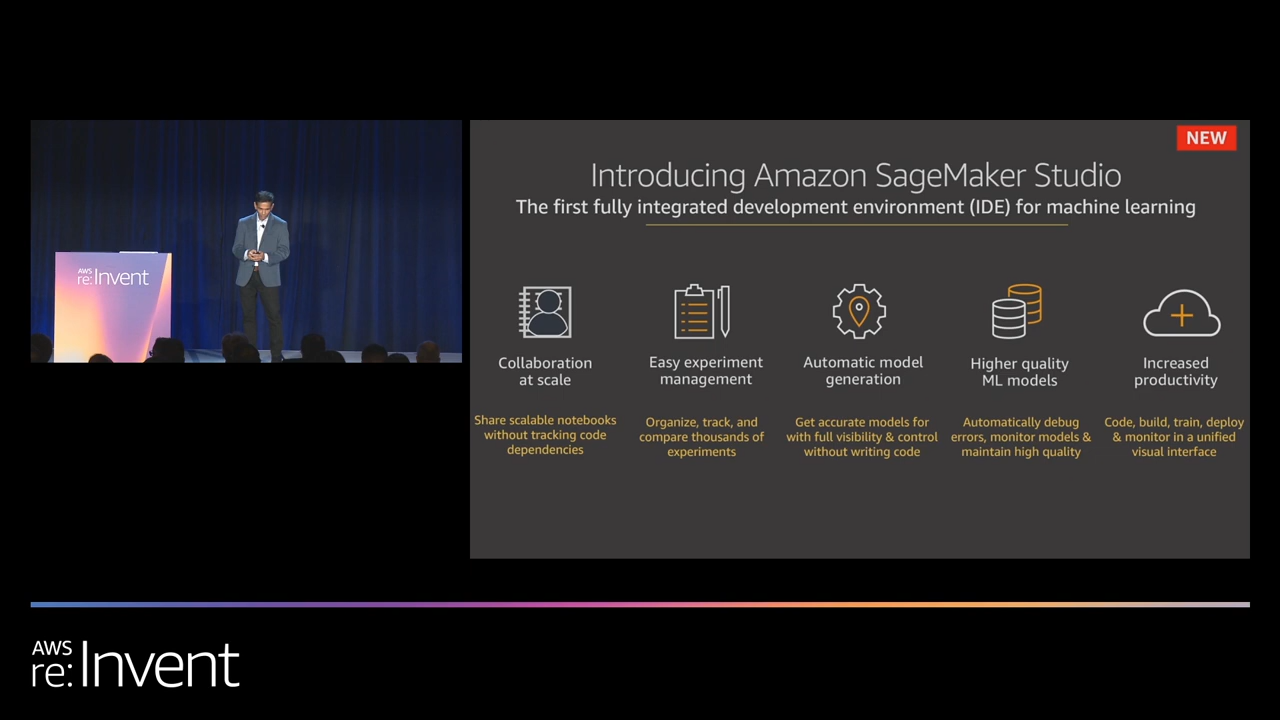 AWS
re:Invent
NEW
Introducing Amazon SageMaker Studio
The first fully integrated development environment (IDE) for machine learning
Collaboration
at scale
Share scalable notebooks
without tracking code
dependencies
Easy experiment
management
Organize, track, and
compare thousands of
experiments
Automatic model
generation
Get accurate models for
with full visibility & control
without writing code
Higher quality
ML models
Automatically debug
errors, monitor models &
maintain high quality
Increased
productivity
Code, build, train, deploy
& monitor in a unified
visual interface
AWS
re:Invent